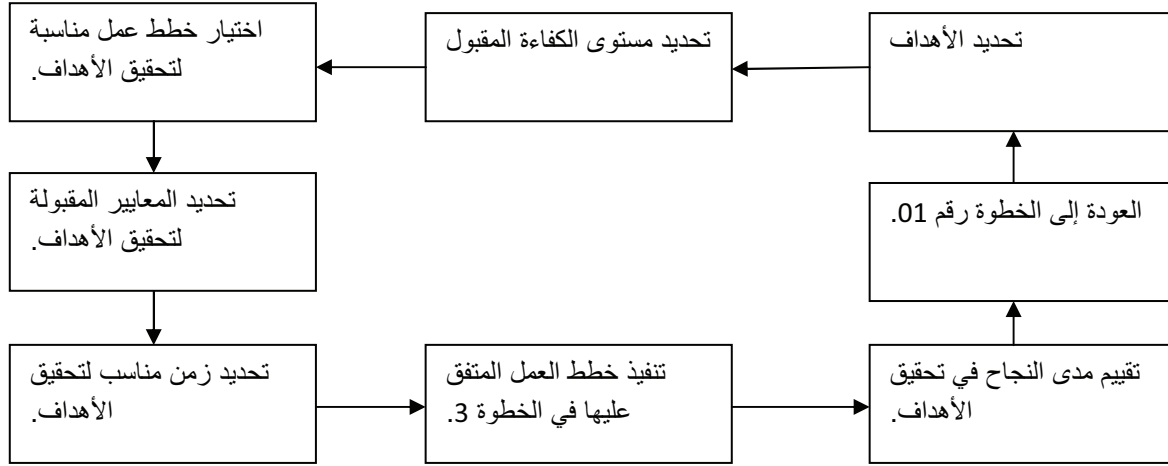 تحديد الأهداف
تحديد مستوى الكفاءة المقبول
اختيار خطط عمل مناسبة
لتحقيق الأهداف.
تحديد المعايير المقبولة
لتحقيق الأهداف.
تحديد زمن مناسب لتحقيق
الأهداف.
تنفيذ خطط العمل المتفق
عليها في الخطوة 3.
تقييم مدى النجاح في تحقيق
الأهداف.
العودة إلى الخطوة رقم 01.